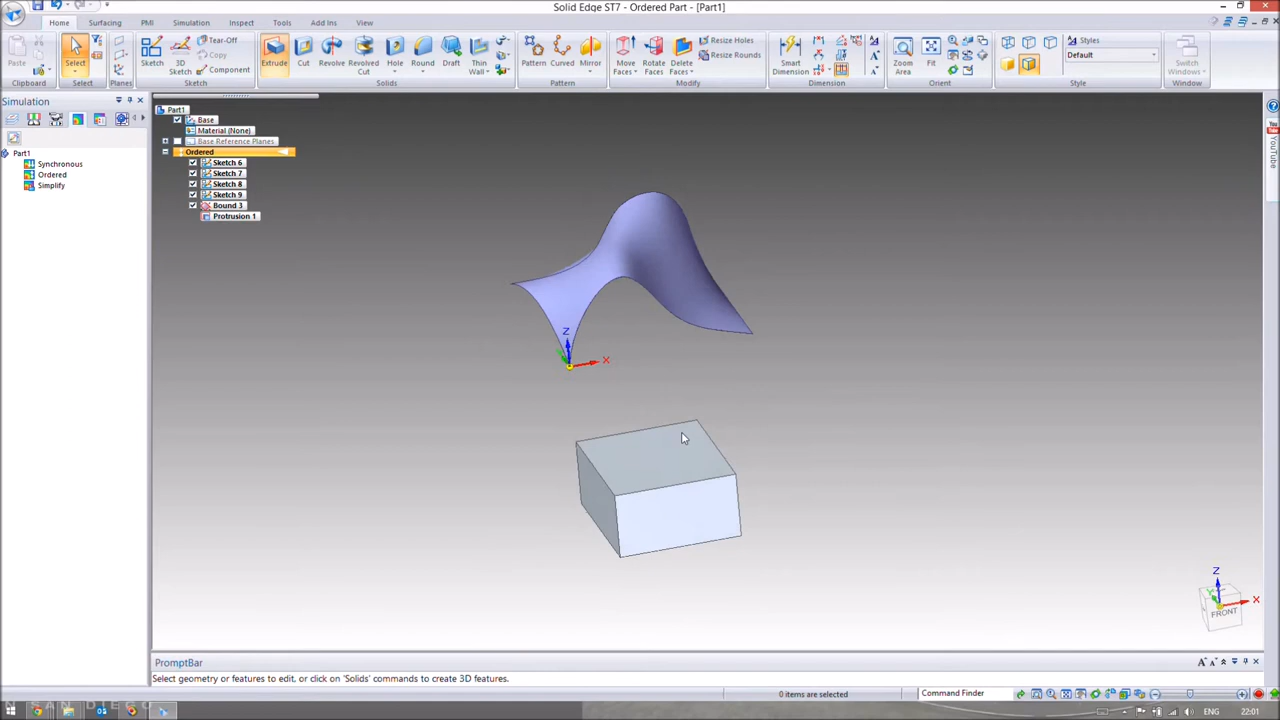 Solid Edge ST7 - Ordered Part - [Part1]
Home Surfacing PMI Simulation Inspect Tools Add Ins View
Paste
Clipboard
Select
Select
Planes
Sketch
3D Sketch
Tear-Off
Copy
Component
Sketch
Extrude
Cut
Revolve
Revolved Cut
Hole
Round
Draft
Thin Wall
Solids
Pattern
Curved
Mirror
Pattern
Move Faces
Rotate Faces
Delete Faces
Resize Holes
Resize Rounds
Modify
Smart Dimension
Dimension
Zoom Area
Fit
Orient
Styles
Default
Style
Switch Windows
Window
Simulation
Part1
Synchronous
Ordered
Simplify
Part1
Base
Material (None)
Base Reference Planes
Ordered
Sketch 6
Sketch 7
Sketch 8
Sketch 9
Bound 3
Protrusion 1
Z
X
You Tube
YouTube
Z
X
FRONT
PromptBar
Select geometry or features to edit, or click on 'Solids' commands to create 3D features.
0 items are selected
Command Finder
N SAN DIEGO
ENG
22:01